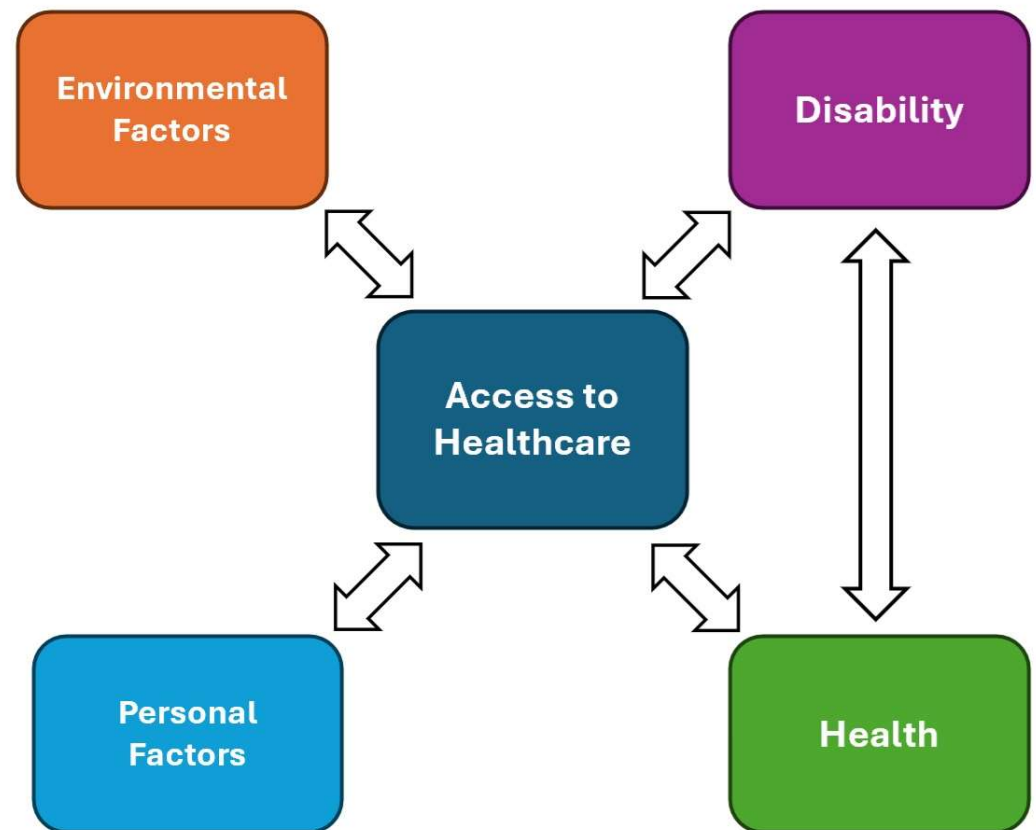 Environmental
Factors
Disability
Access to
Healthcare
Personal
Factors
Health